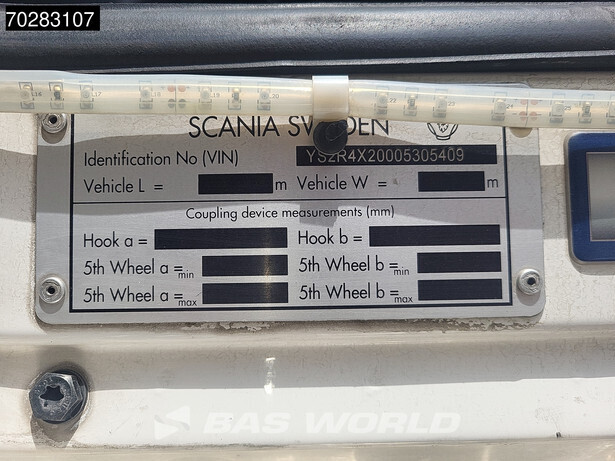 70283107
SCANIA SWEDEN
Identification No (VIN) YS2R4X20005305409
Vehicle L = m Vehicle W = m
Coupling device measurements (mm)
Hook a = Hook b =
5th Wheel a = min 5th Wheel b = min
5th Wheel a = max 5th Wheel b = max
BAS WORLD